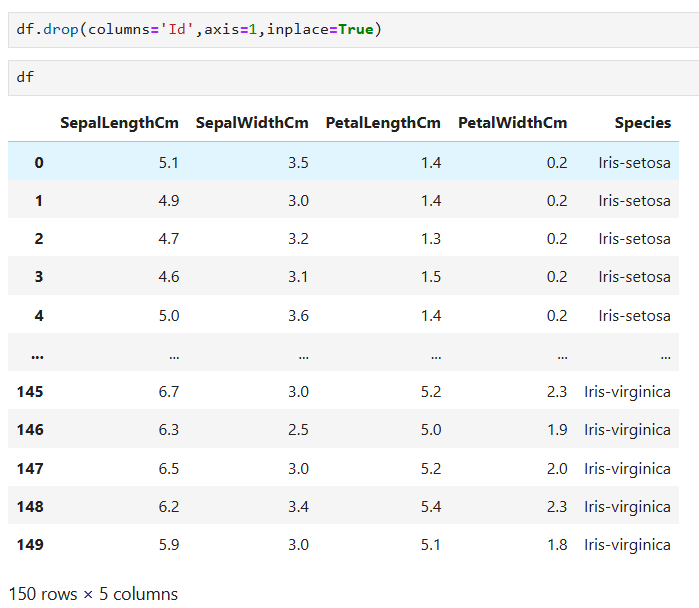 df.drop(columns='Id',axis=1,inplace=True)
df
SepalLengthCm SepalWidthCm PetalLengthCm PetalWidthCm Species
0 5.1 3.5 1.4 0.2 Iris-setosa
1 4.9 3.0 1.4 0.2 Iris-setosa
2 4.7 3.2 1.3 0.2 Iris-setosa
3 4.6 3.1 1.5 0.2 Iris-setosa
4 5.0 3.6 1.4 0.2 Iris-setosa
... ... ... ... ... ...
145 6.7 3.0 5.2 2.3 Iris-virginica
146 6.3 2.5 5.0 1.9 Iris-virginica
147 6.5 3.0 5.2 2.0 Iris-virginica
148 6.2 3.4 5.4 2.3 Iris-virginica
149 5.9 3.0 5.1 1.8 Iris-virginica
150 rows × 5 columns